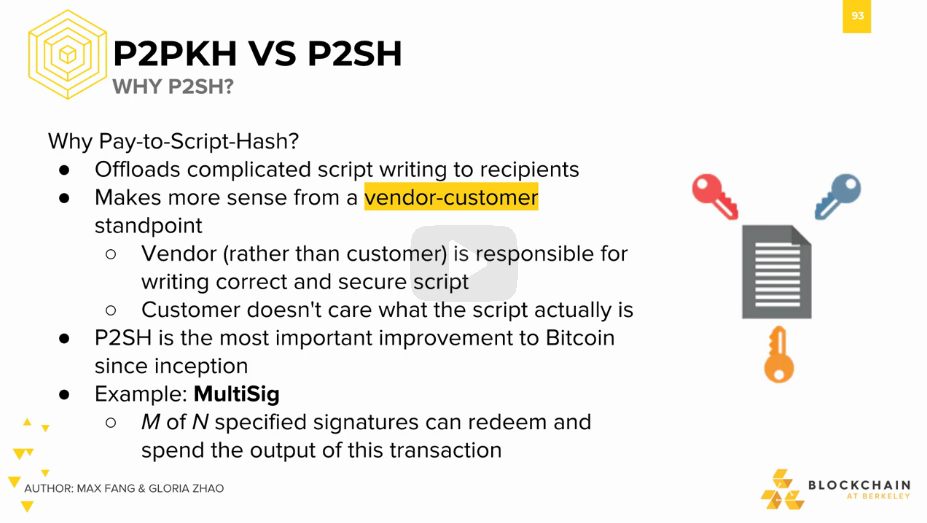 93
P2PKH VS P2SH
WHY P2SH?
Why Pay-to-Script-Hash?
● Offloads complicated script writing to recipients
● Makes more sense from a vendor-customer
standpoint
○ Vendor (rather than customer) is responsible for
writing correct and secure script
○ Customer doesn't care what the script actually is
● P2SH is the most important improvement to Bitcoin
since inception
● Example: MultiSig
○ M of N specified signatures can redeem and
spend the output of this transaction
AUTHOR: MAX FANG & GLORIA ZHAO
BLOCKCHAIN
AT BERKELEY